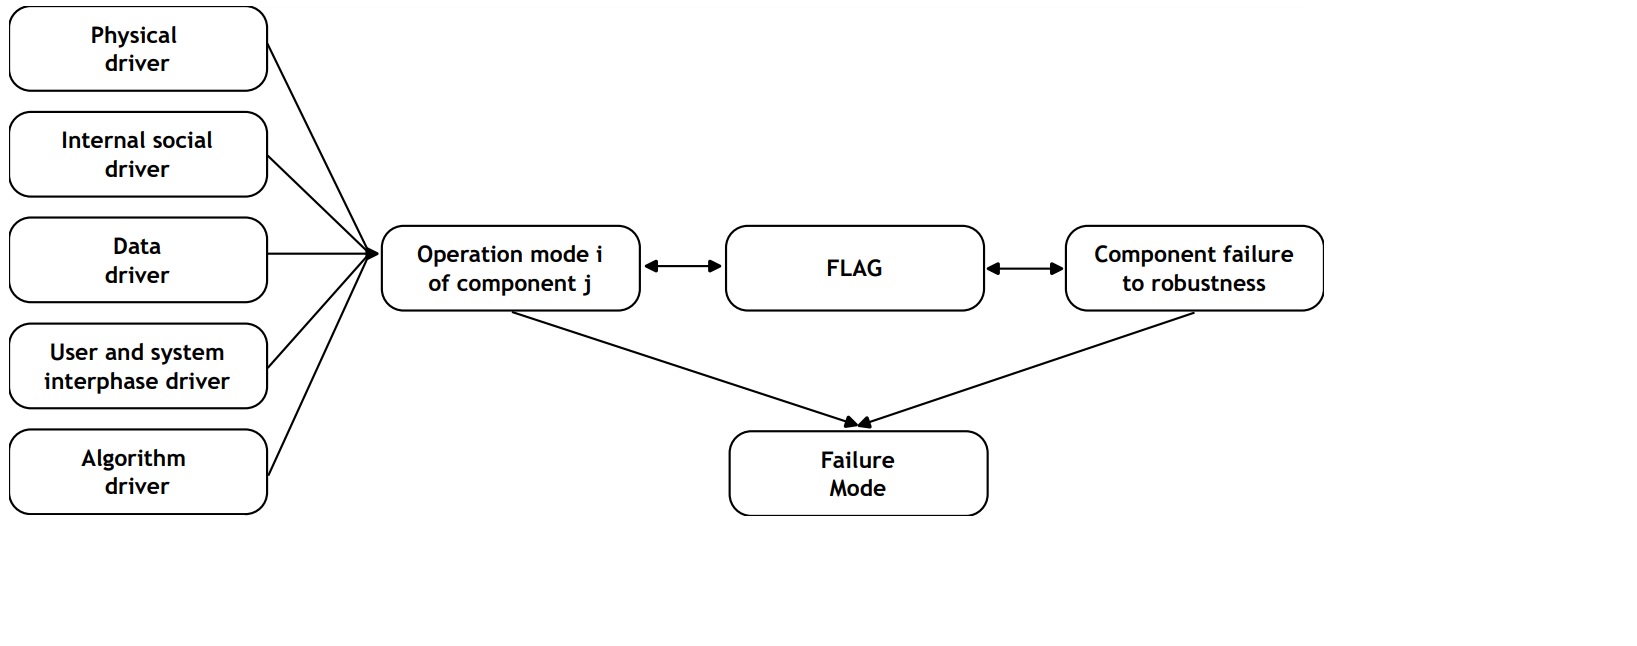 Physical
driver
Internal social
driver
Data
driver
User and system
interphase driver
Algorithm
driver
Operation mode i
of component j
FLAG
Component failure
to robustness
Failure
Mode